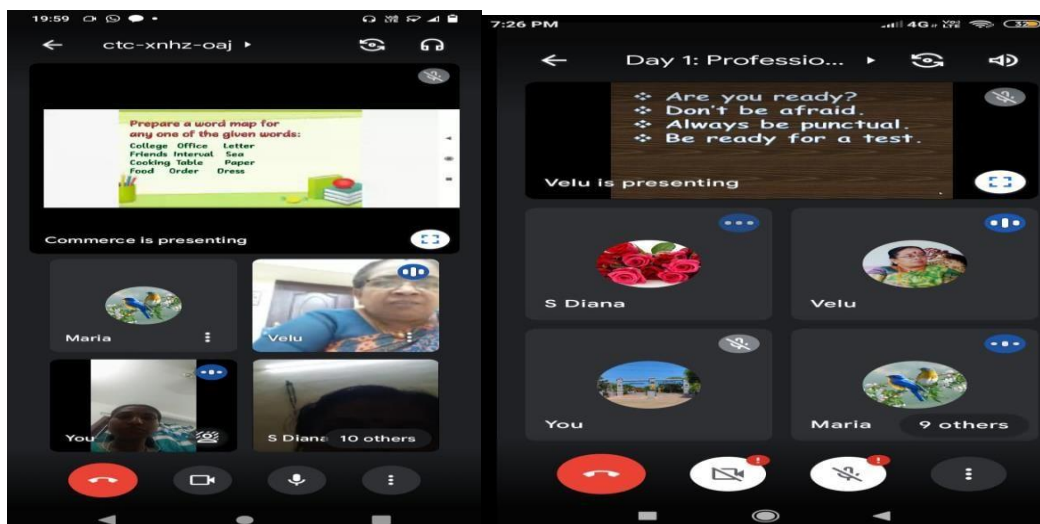 19:59
ctc-xnhz-oaj
Prepare a word map for
any one of the given words:
College Office Letter
Friends Interval Sea
Cooking Table Paper
Food Order Dress
Commerce is presenting
Maria
Velu
You
S Diana 10 others
7:26 PM
4G
32
Day 1: Professio...
Are you ready?
Don't be afraid.
Always be punctual.
Be ready for a test.
Velu is presenting
S Diana
Velu
You
Maria 9 others